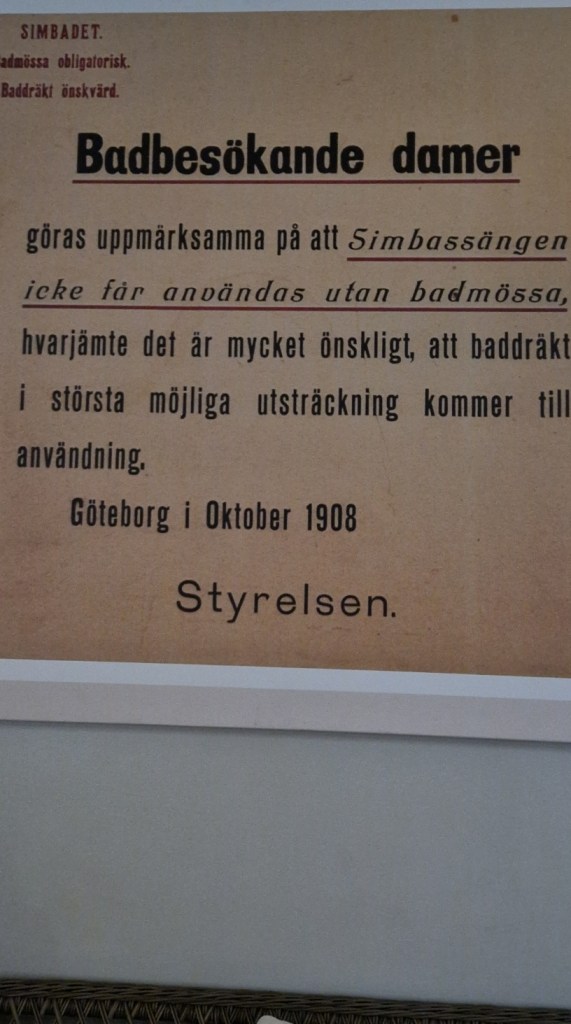 SIMBADET.
admössa obligatorisk.
Baddräkt önskvärd.
Badbesökande damer
göras uppmärksamma på att Simbassängen
icke får användas utan badmössa,
hvarjämte det är mycket önskligt, att baddräkt
i största möjliga utsträckning kommer till
användning.
Göteborg i Oktober 1908
Styrelsen.